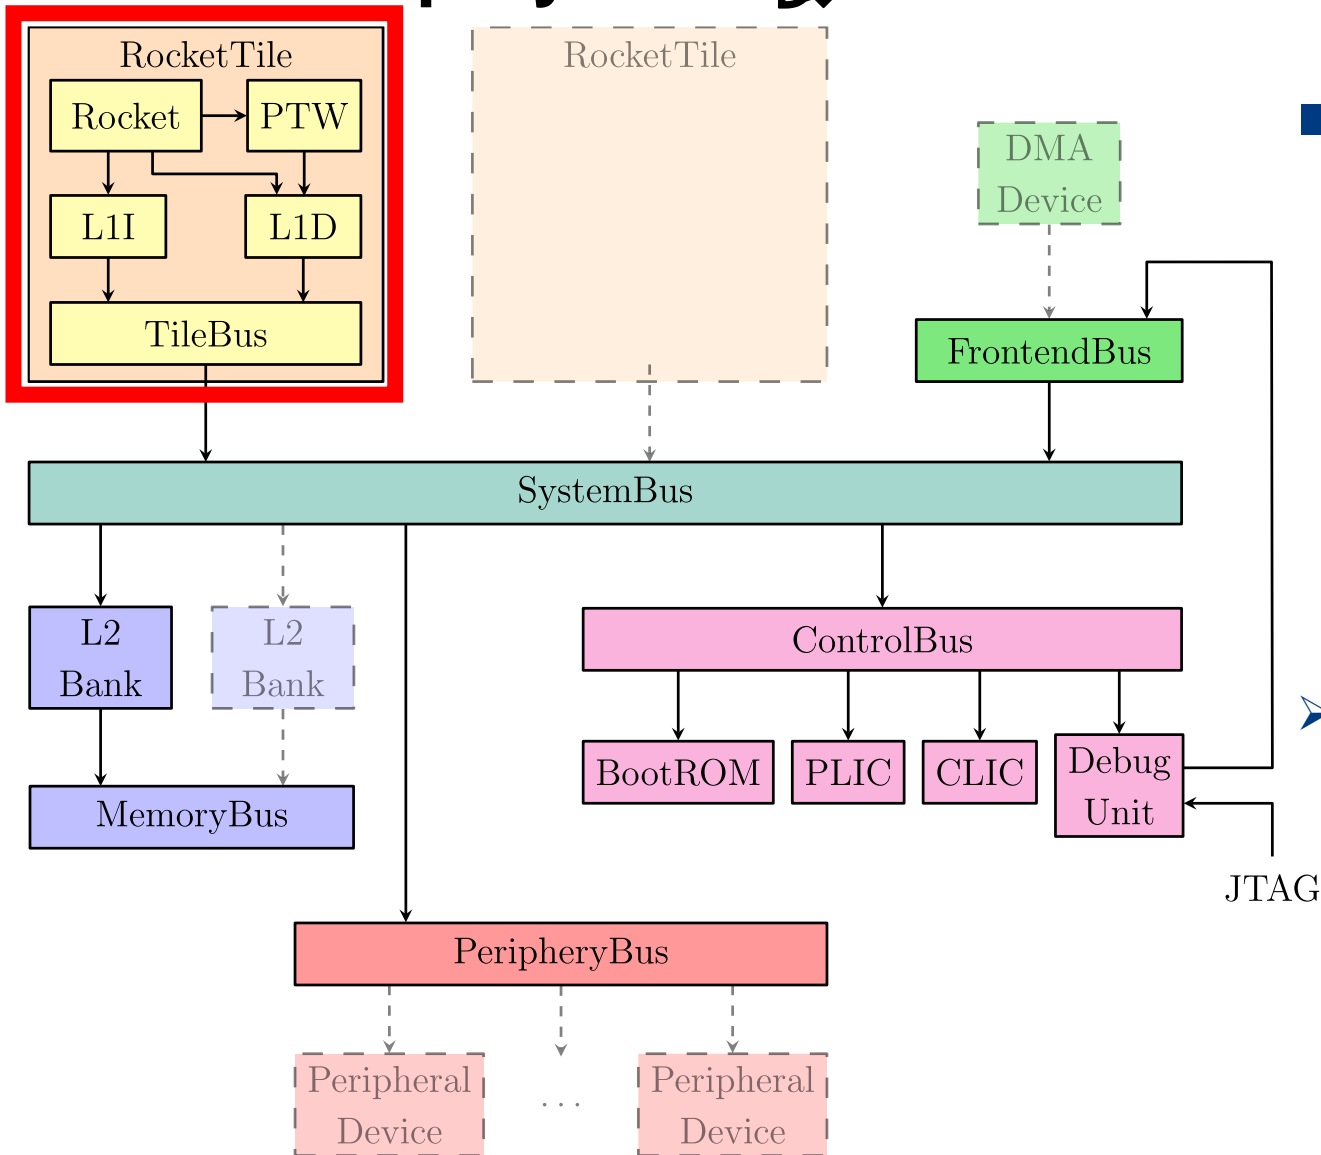 RocketTile
RocketTile
Rocket
PTW
DMA
Device
L1I
L1D
TileBus
FrontendBus
SystemBus
L2
Bank
L2
Bank
ControlBus
BootROM
PLIC
CLIC
Debug
Unit
MemoryBus
JTAG
PeripheryBus
Peripheral
Device
...
Peripheral
Device